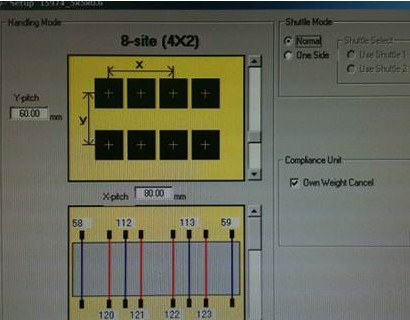 Setup 15974_5x5x0.6
Handling Mode
8-site (4X2)
X
Y
Y-pitch
60.00 mm
X-pitch 80.00 mm
58 112 113 59
120 121 122 123
Shuttle Mode
Normal
One Side
Shuttle Select
Use Shuttle 1
Use Shuttle 2
Compliance Unit
Own Weight Cancel